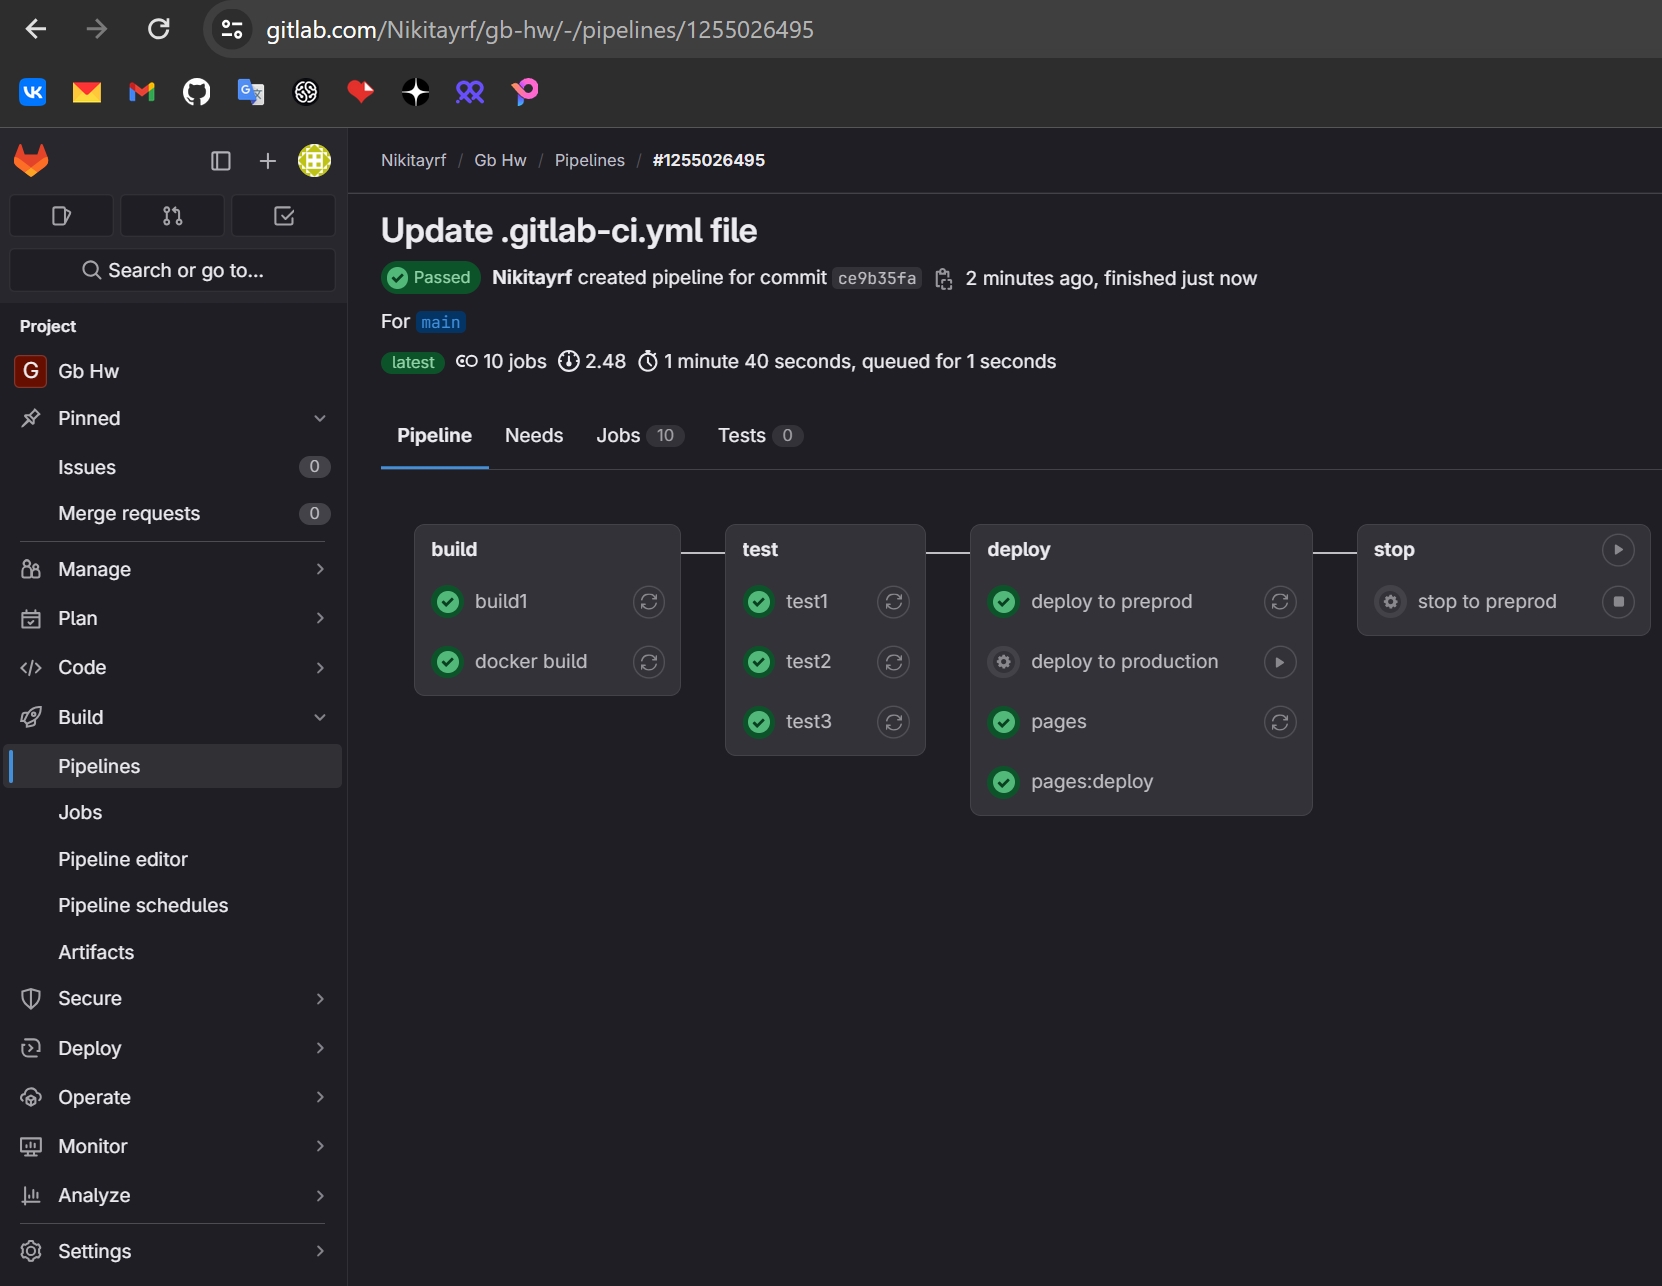 gitlab.com/Nikitayrf/gb-hw/-/pipelines/1255026495
Nikitayrf / Gb Hw / Pipelines / #1255026495
Search or go to...
Project
G Gb Hw
Pinned
Issues 0
Merge requests 0
Manage
Plan
Code
Build
Pipelines
Jobs
Pipeline editor
Pipeline schedules
Artifacts
Secure
Deploy
Operate
Monitor
Analyze
Settings
Update .gitlab-ci.yml file
Passed Nikitayrf created pipeline for commit ce9b35fa 2 minutes ago, finished just now
For main
latest 10 jobs 2.48 1 minute 40 seconds, queued for 1 seconds
Pipeline Needs Jobs 10 Tests 0
build
build1
docker build
test
test1
test2
test3
deploy
deploy to preprod
deploy to production
pages
pages:deploy
stop
stop to preprod